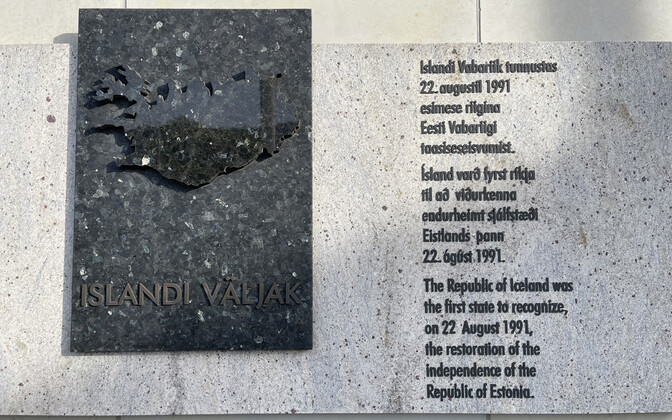 ISLANDI VÄLJAK
Islandi Vabariik tunnustas
22. augustil 1991
esimese riigina
Eesti Vabariigi
taasiseseisvumist.
Ísland varð fyrst ríkja
til að viðurkenna
endurheimt sjálfstæði
Eistlands þann
22. ágúst 1991.
The Republic of Iceland was
the first state to recognize,
on 22 August 1991,
the restoration of the
independence of the
Republic of Estonia.